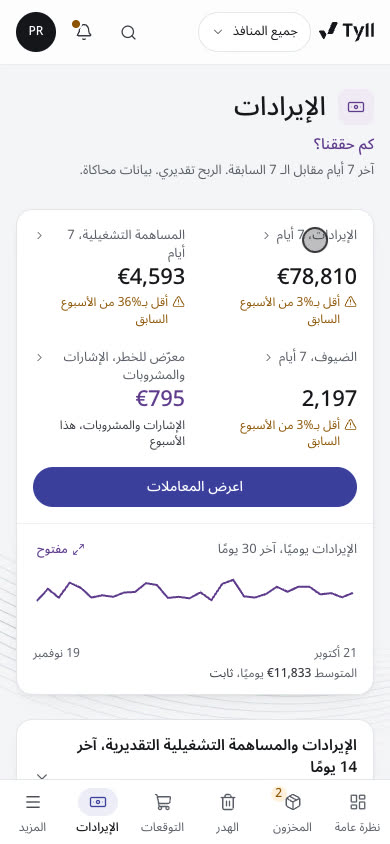 Tyll
جميع المنافذ
PR
الإيرادات
كم حققنا؟
آخر 7 أيام مقابل الـ 7 السابقة. الربح تقديري. بيانات محاكاة.
الإيرادات، 7 أيام
€78,810
أقل بـ3% من الأسبوع
السابق
المساهمة التشغيلية، 7
أيام
€4,593
أقل بـ36% من الأسبوع
السابق
الضيوف، 7 أيام
2,197
أقل بـ3% من الأسبوع
السابق
معرّض للخطر، الإشارات
والمشروبات
€795
الإشارات والمشروبات، هذا
الأسبوع
اعرض المعاملات
الإيرادات يوميًا، آخر 30 يومًا
مفتوح
21 أكتوبر
19 نوفمبر
المتوسط €11,833 يوميًا، ثابت
الإيرادات والمساهمة التشغيلية التقديرية، آخر
14 يومًا
نظرة عامة
2
المخزون
الهدر
التوقعات
الإيرادات
المزيد